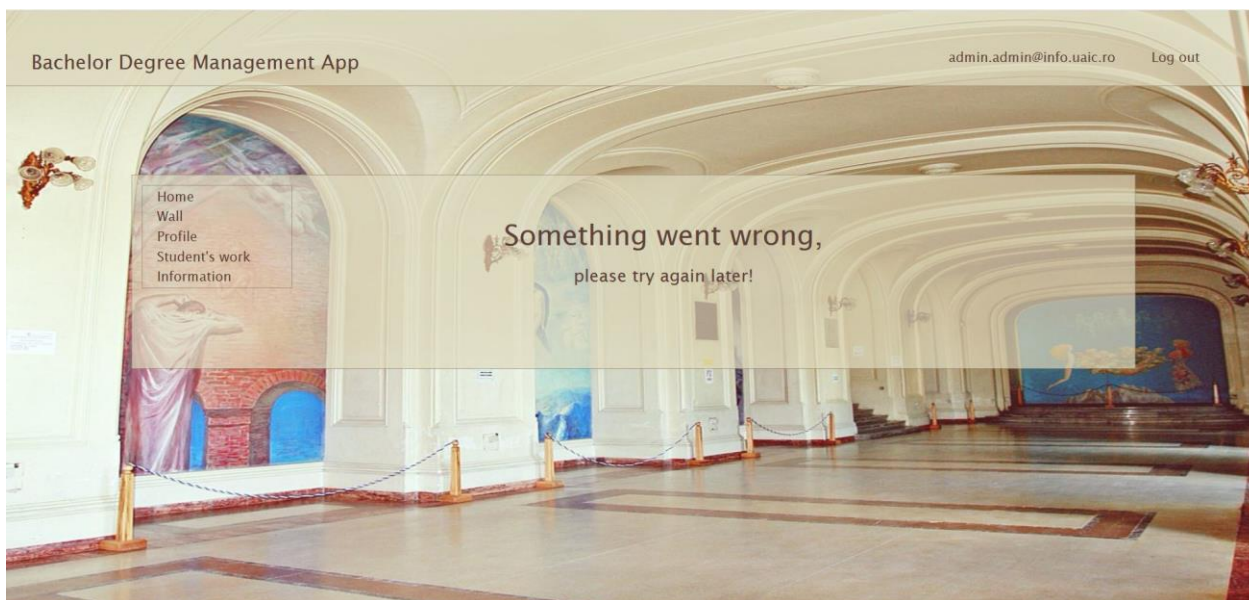 Bachelor Degree Management App
admin.admin@info.uaic.ro Log out
Home
Wall
Profile
Student's work
Information
Something went wrong,
please try again later!